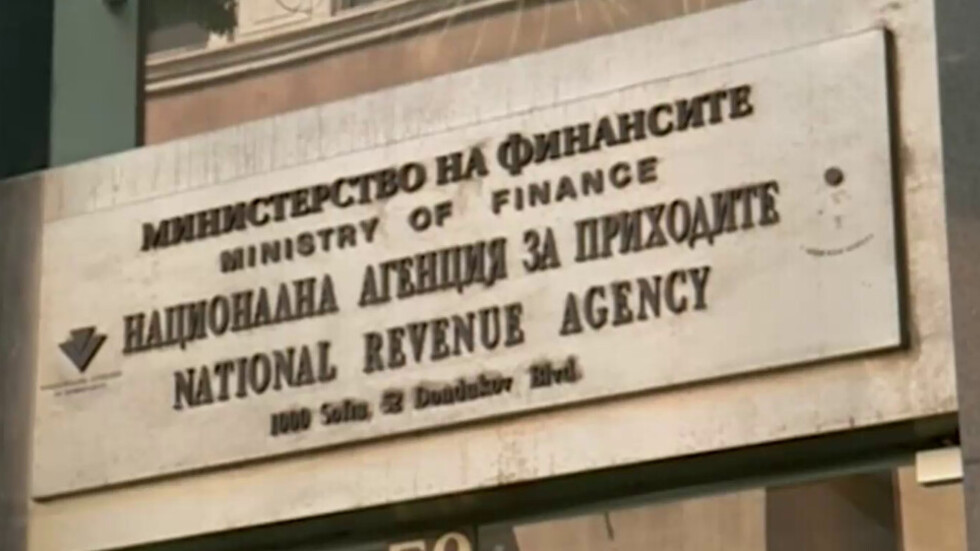 МИНИСТЕРСТВО НА ФИНАНСИТЕ
MINISTRY OF FINANCE
НАЦИОНАЛНА АГЕНЦИЯ ЗА ПРИХОДИТЕ
NATIONAL REVENUE AGENCY
1000 Sofia, 52 Dondukov Blvd.